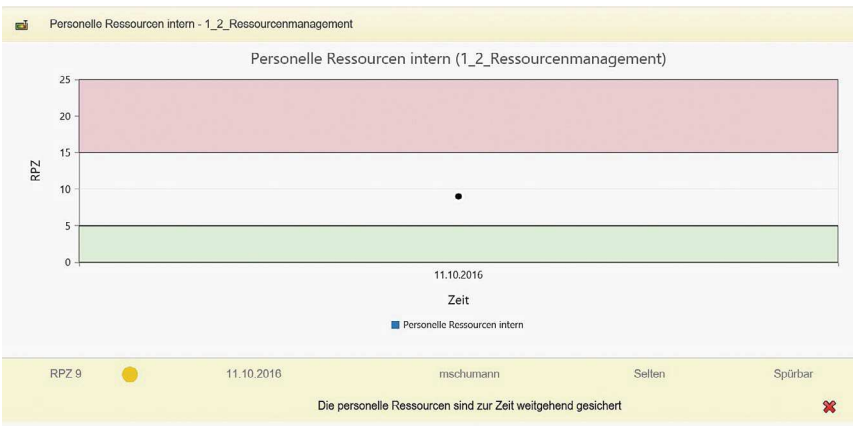 Personelle Ressourcen intern - 1_2_Ressourcenmanagement
Personelle Ressourcen intern (1_2_Ressourcenmanagement)
25
20
15
10
5
0
RPZ
11.10.2016
Zeit
Personelle Ressourcen intern
RPZ 9 11.10.2016 mschumann Selten Spürbar
Die personelle Ressourcen sind zur Zeit weitgehend gesichert